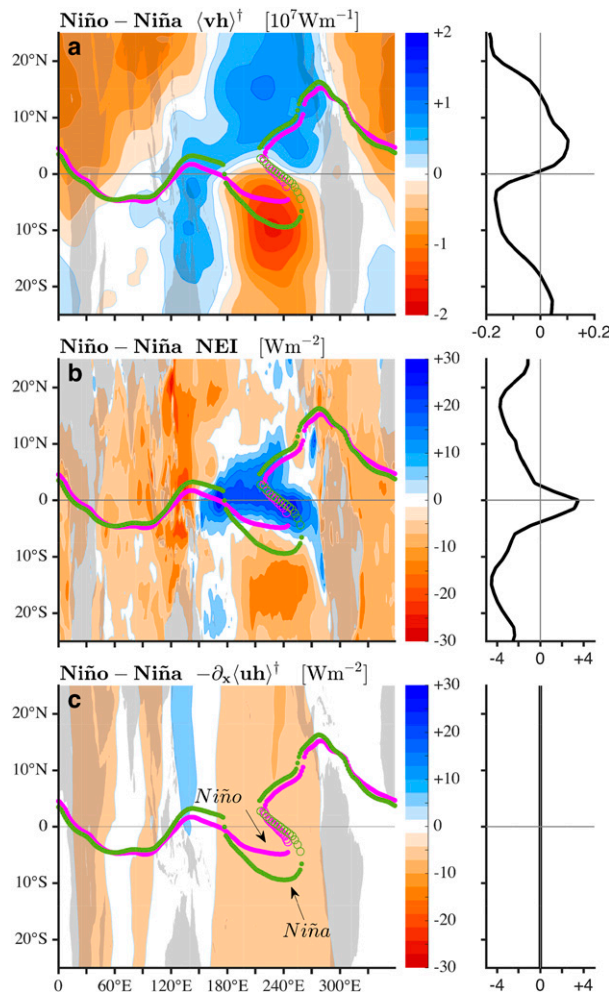 Niño – Niña ⟨vh⟩† [10⁷Wm⁻¹]
a
20°N
10°N
0
10°S
20°S
+2
+1
0
-1
-2
-0.2 0 +0.2
Niño – Niña NEI [Wm⁻²]
b
20°N
10°N
0
10°S
20°S
+30
+20
+10
0
-10
-20
-30
-4 0 +4
Niño – Niña −∂ₓ⟨uh⟩† [Wm⁻²]
c
20°N
10°N
0
10°S
20°S
Niño
Niña
+30
+20
+10
0
-10
-20
-30
0 60°E 120°E 180°E 240°E 300°E
-4 0 +4